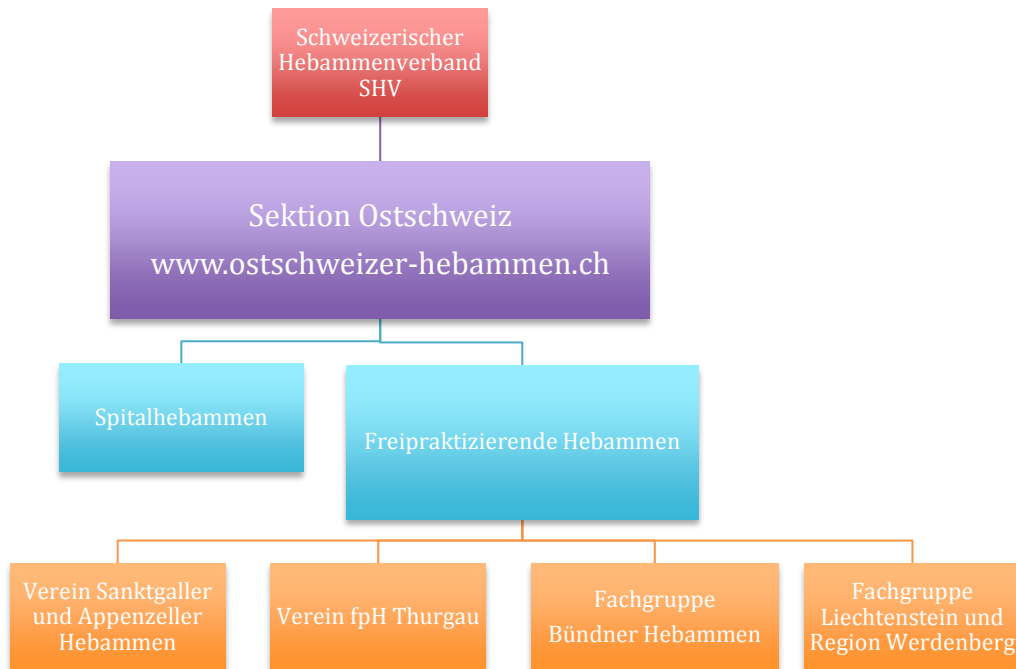 Schweizerischer
Hebammenverband
SHV
Sektion Ostschweiz
www.ostschweizer-hebammen.ch
Spitalhebammen
Freipraktizierende Hebammen
Verein Sanktgaller
und Appenzeller
Hebammen
Verein fpH Thurgau
Fachgruppe
Bündner Hebammen
Fachgruppe
Liechtenstein und
Region Werdenberg